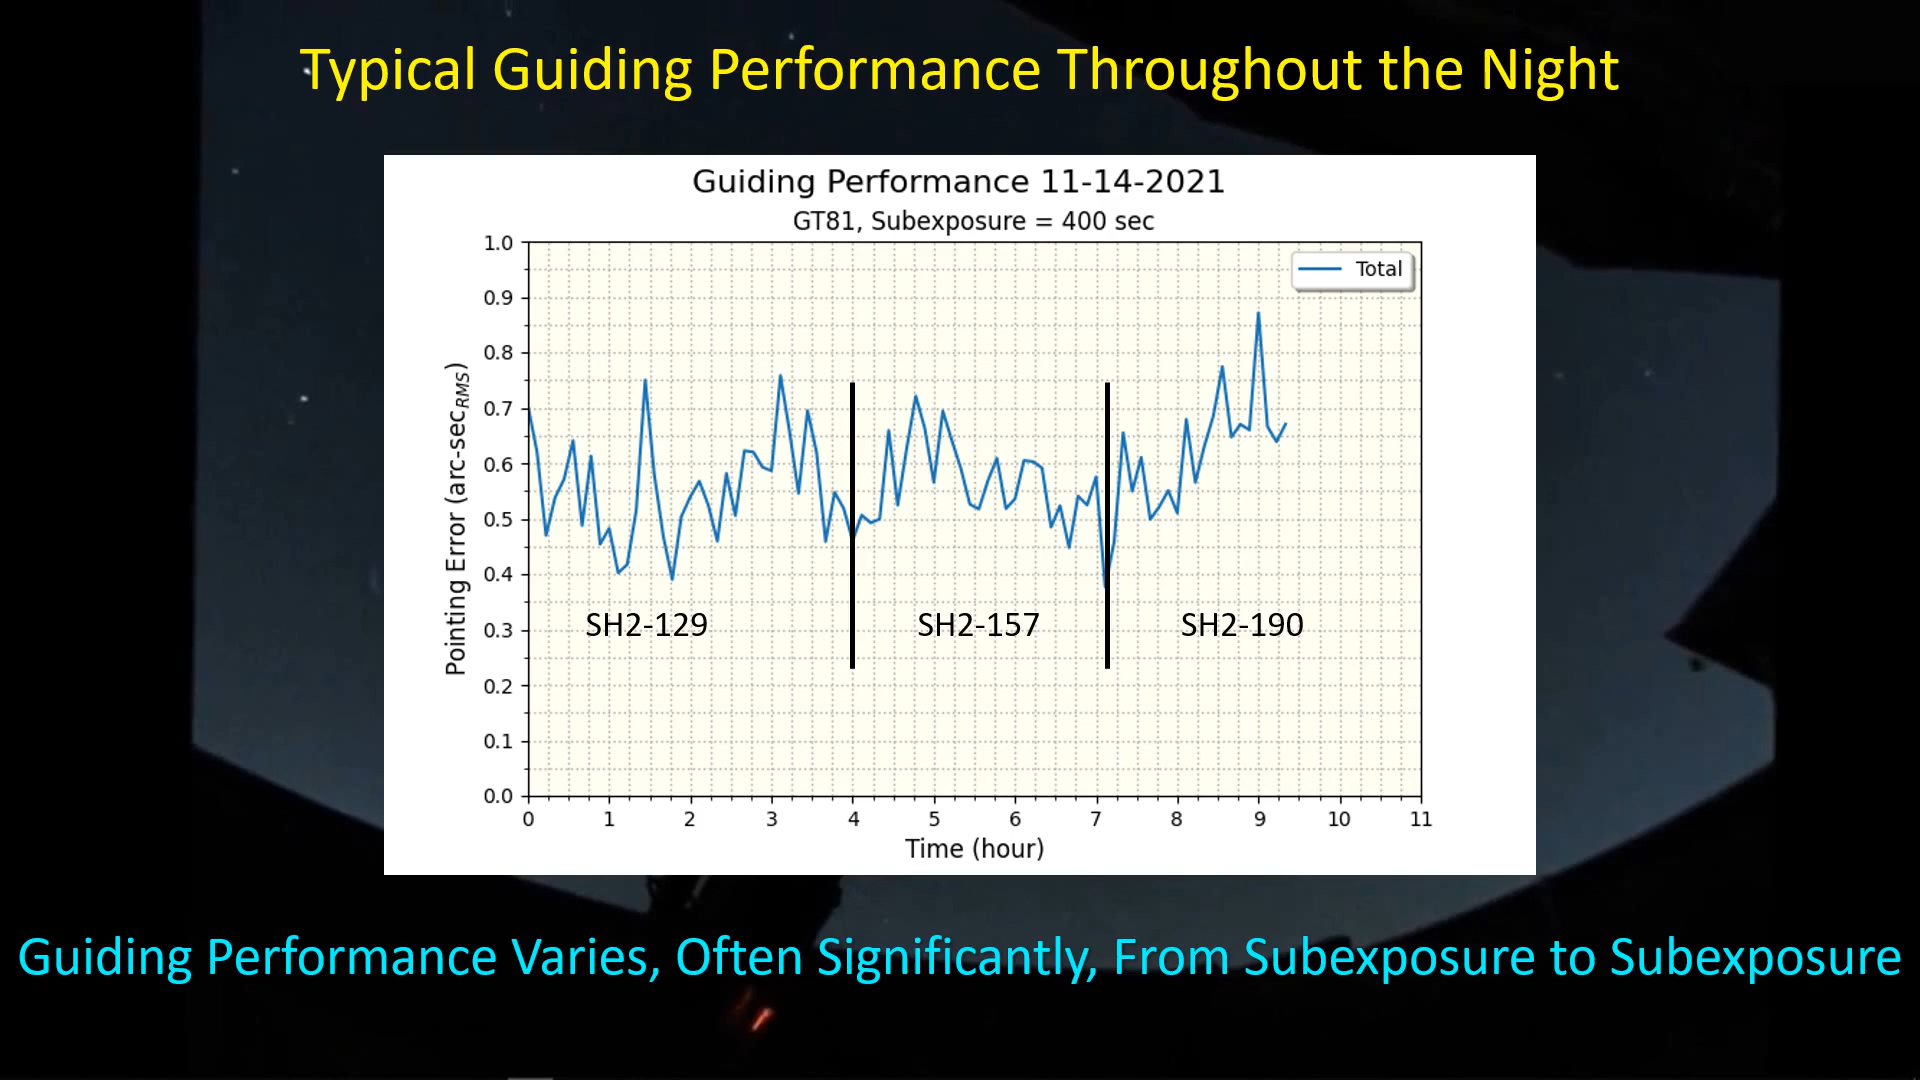 Typical Guiding Performance Throughout the Night
Guiding Performance 11-14-2021
GT81, Subexposure = 400 sec
Total
1.0
0.9
0.8
0.7
0.6
0.5
0.4
0.3
0.2
0.1
0.0
Pointing Error (arc-sec RMS)
SH2-129
SH2-157
SH2-190
0 1 2 3 4 5 6 7 8 9 10 11
Time (hour)
Guiding Performance Varies, Often Significantly, From Subexposure to Subexposure